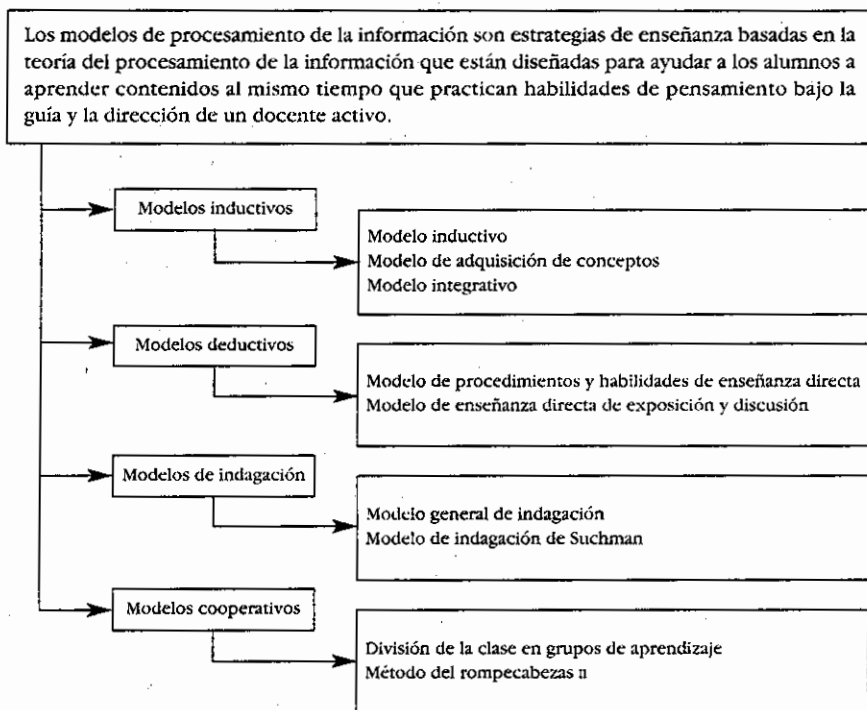 Los modelos de procesamiento de la información son estrategias de enseñanza basadas en la
teoría del procesamiento de la información que están diseñadas para ayudar a los alumnos a
aprender contenidos al mismo tiempo que practican habilidades de pensamiento bajo la
guía y la dirección de un docente activo.
Modelos inductivos
Modelo inductivo
Modelo de adquisición de conceptos
Modelo integrativo
Modelos deductivos
Modelo de procedimientos y habilidades de enseñanza directa
Modelo de enseñanza directa de exposición y discusión
Modelos de indagación
Modelo general de indagación
Modelo de indagación de Suchman
Modelos cooperativos
División de la clase en grupos de aprendizaje
Método del rompecabezas II